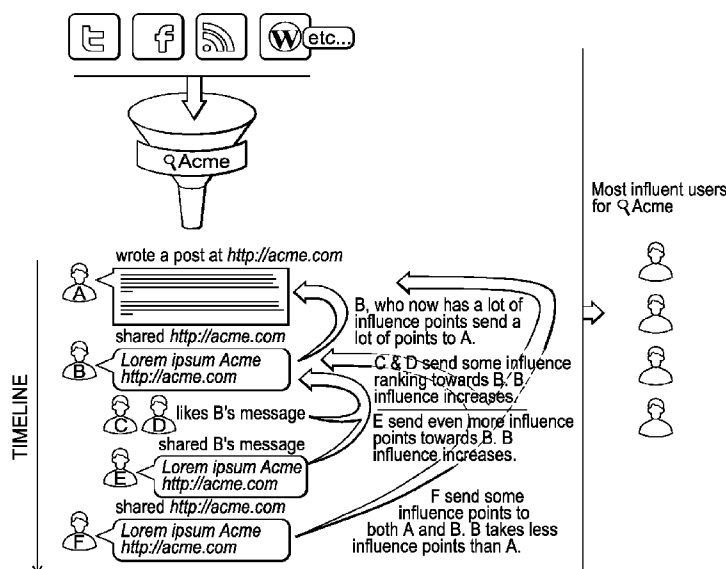 t f W etc...
Acme
Most influent users
for Acme
wrote a post at http://acme.com
A
B, who now has a lot of
influence points send a
lot of points to A.
shared http://acme.com
B
Lorem ipsum Acme
http://acme.com
C & D send some influence
ranking towards B. B
influence increases.
C D likes B's message
E send even more influence
points towards B. B
influence increases.
shared B's message
E
Lorem ipsum Acme
http://acme.com
shared http://acme.com
F
Lorem ipsum Acme
http://acme.com
F send some
influence points to
both A and B. B takes less
influence points than A.
TIMELINE